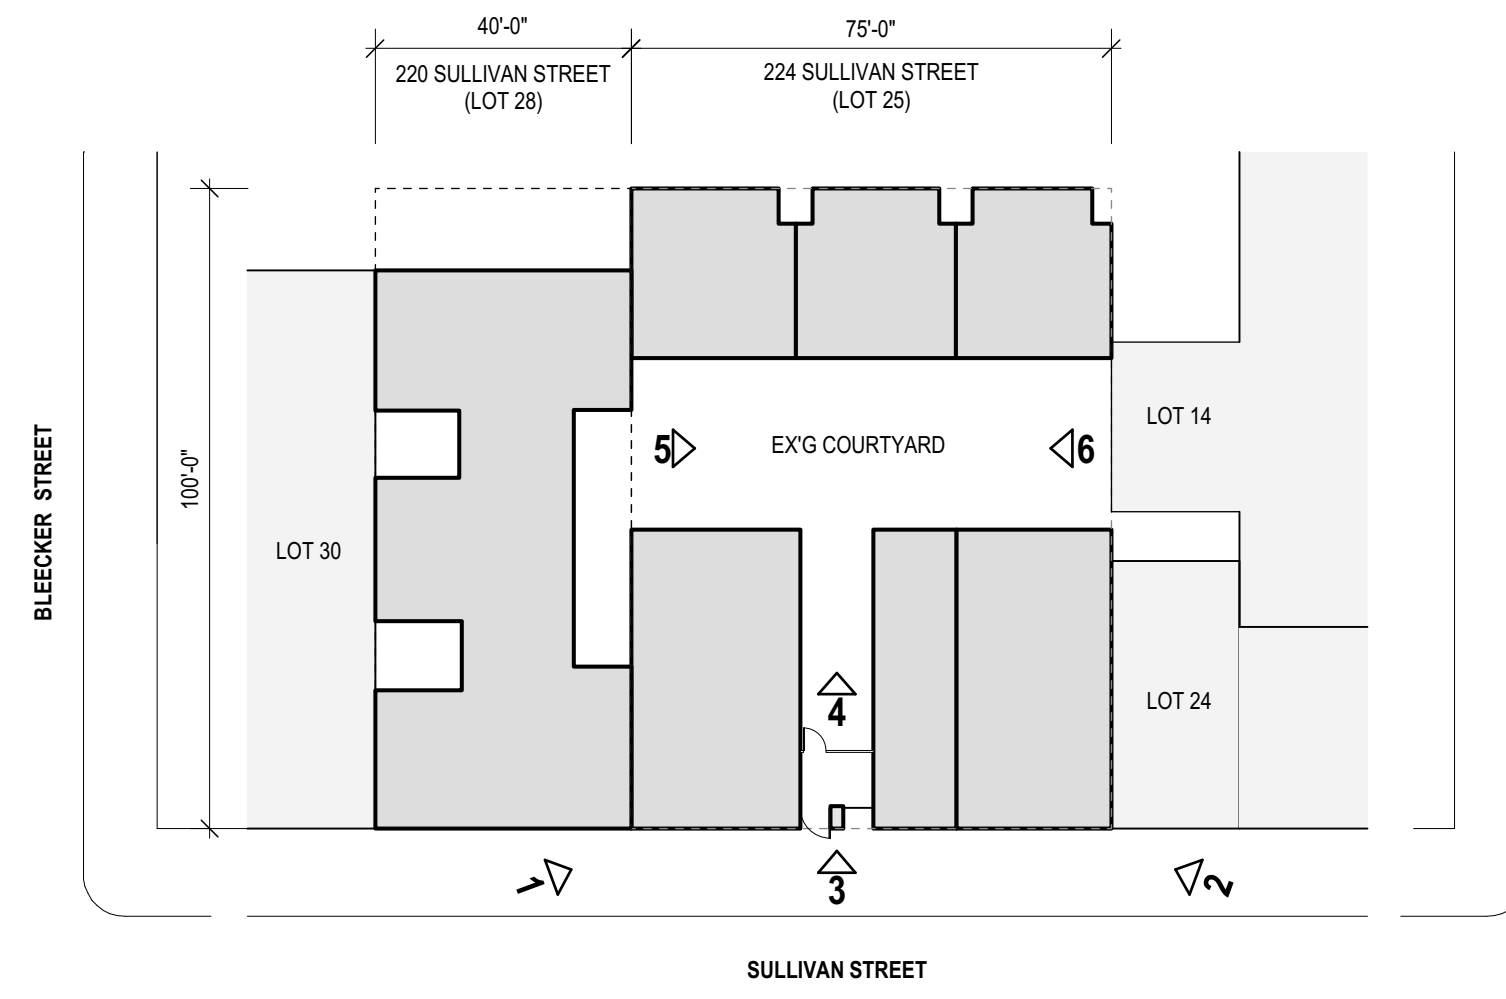 40'-0"
75'-0"
220 SULLIVAN STREET
(LOT 28)
224 SULLIVAN STREET
(LOT 25)
100'-0"
BLEECKER STREET
LOT 30
5
EX'G COURTYARD
6
LOT 14
4
LOT 24
1
3
2
SULLIVAN STREET